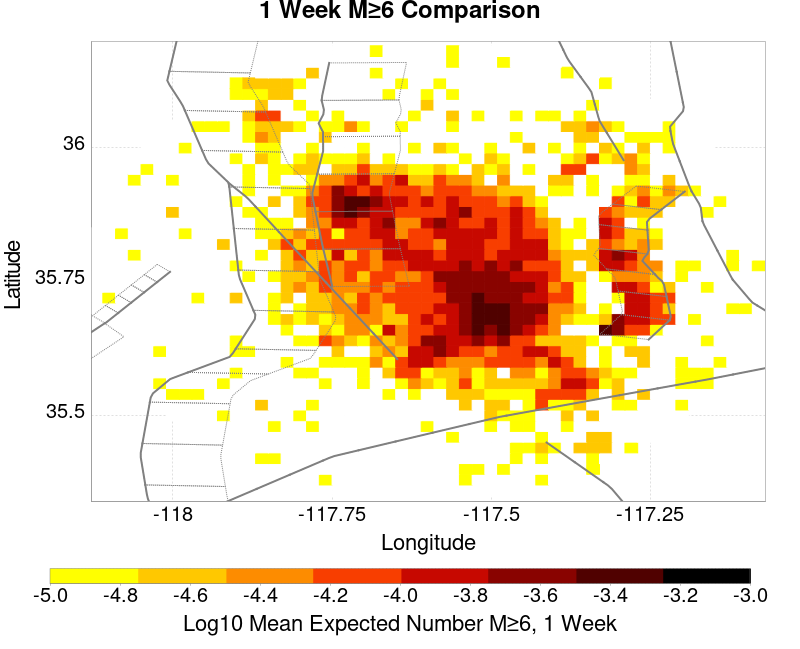 1 Week M≥6 Comparison
36
35.75
35.5
Latitude
-118 -117.75 -117.5 -117.25
Longitude
-5.0 -4.8 -4.6 -4.4 -4.2 -4.0 -3.8 -3.6 -3.4 -3.2 -3.0
Log10 Mean Expected Number M≥6, 1 Week